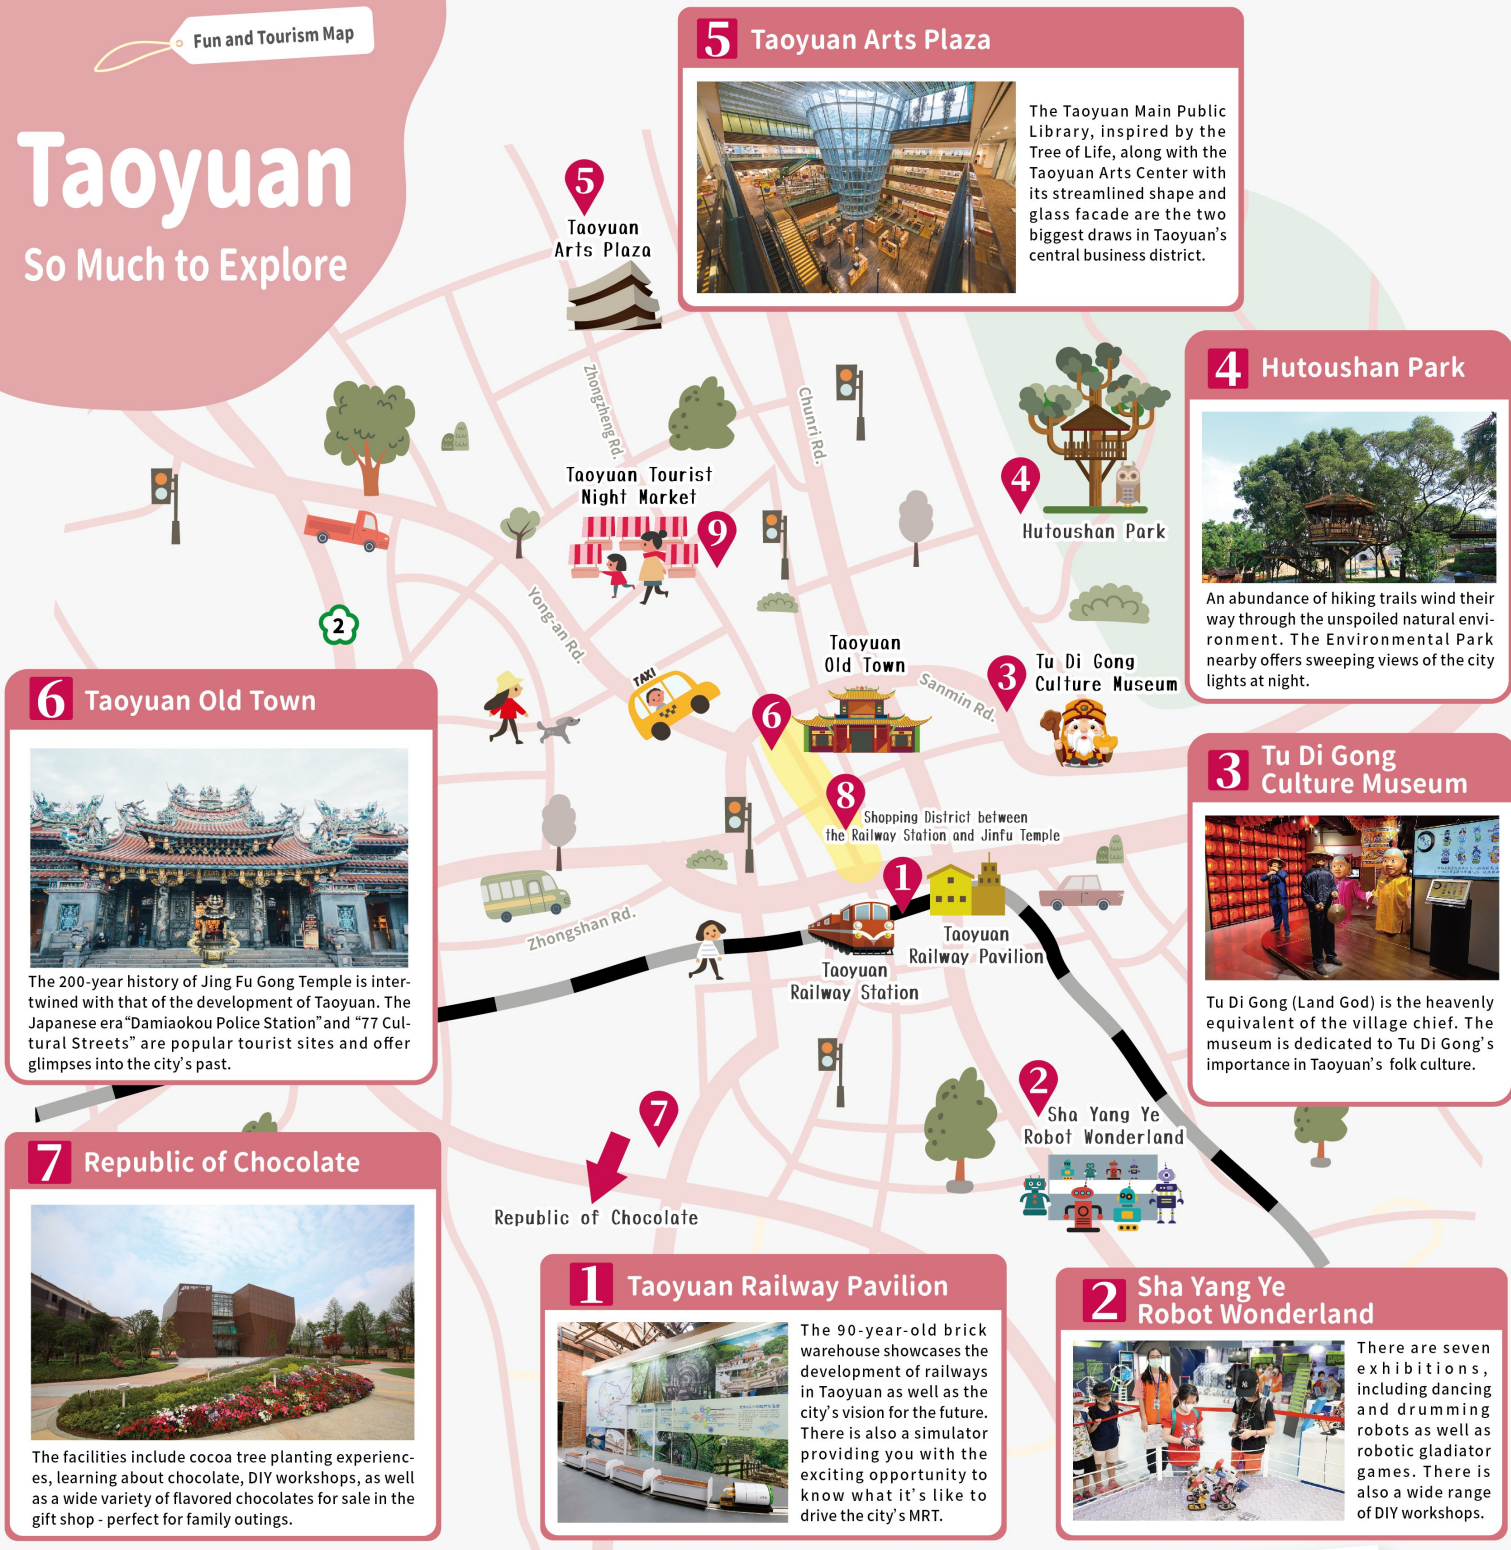 Fun and Tourism Map
Taoyuan
So Much to Explore
5 Taoyuan Arts Plaza
The Taoyuan Main Public
Library, inspired by the
Tree of Life, along with the
Taoyuan Arts Center with
its streamlined shape and
glass facade are the two
biggest draws in Taoyuan's
central business district.
5
Taoyuan
Arts Plaza
Zhongzheng Rd.
Chunri Rd.
4 Hutoushan Park
An abundance of hiking trails wind their
way through the unspoiled natural envi-
ronment. The Environmental Park
nearby offers sweeping views of the city
lights at night.
4
Hutoushan Park
Taoyuan Tourist
Night Market
9
Yong-an Rd.
2
TAXI
Taoyuan
Old Town
6
Sanmin Rd.
3
Tu Di Gong
Culture Museum
8
Shopping District between
the Railway Station and Jinfu Temple
1
Taoyuan
Railway Pavilion
Taoyuan
Railway Station
Zhongshan Rd.
6 Taoyuan Old Town
The 200-year history of Jing Fu Gong Temple is inter-
twined with that of the development of Taoyuan. The
Japanese era “Damiaokou Police Station” and “77 Cul-
tural Streets” are popular tourist sites and offer
glimpses into the city's past.
3 Tu Di Gong
Culture Museum
Tu Di Gong (Land God) is the heavenly
equivalent of the village chief. The
museum is dedicated to Tu Di Gong's
importance in Taoyuan's folk culture.
2
Sha Yang Ye
Robot Wonderland
7
Republic of Chocolate
7 Republic of Chocolate
The facilities include cocoa tree planting experienc-
es, learning about chocolate, DIY workshops, as well
as a wide variety of flavored chocolates for sale in the
gift shop - perfect for family outings.
1 Taoyuan Railway Pavilion
The 90-year-old brick
warehouse showcases the
development of railways
in Taoyuan as well as the
city's vision for the future.
There is also a simulator
providing you with the
exciting opportunity to
know what it's like to
drive the city's MRT.
2 Sha Yang Ye
Robot Wonderland
There are seven
exhibitions,
including dancing
and drumming
robots as well as
robotic gladiator
games. There is
also a wide range
of DIY workshops.